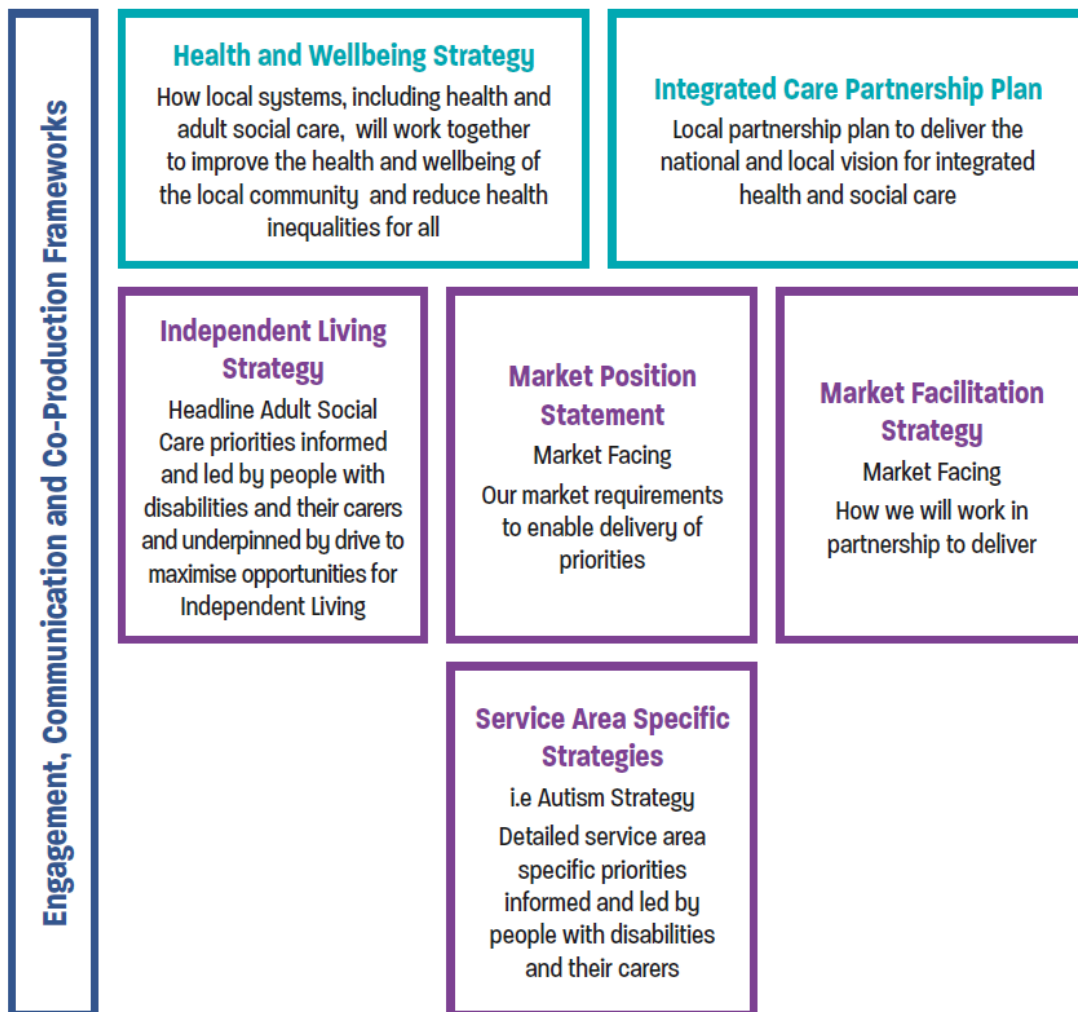 Engagement, Communication and Co-Production Frameworks
Health and Wellbeing Strategy
How local systems, including health and
adult social care, will work together
to improve the health and wellbeing of
the local community and reduce health
inequalities for all
Integrated Care Partnership Plan
Local partnership plan to deliver the
national and local vision for integrated
health and social care
Independent Living
Strategy
Headline Adult Social
Care priorities informed
and led by people with
disabilities and their carers
and underpinned by drive to
maximise opportunities for
Independent Living
Market Position
Statement
Market Facing
Our market requirements
to enable delivery of
priorities
Market Facilitation
Strategy
Market Facing
How we will work in
partnership to deliver
Service Area Specific
Strategies
i.e Autism Strategy
Detailed service area
specific priorities
informed and led by
people with disabilities
and their carers